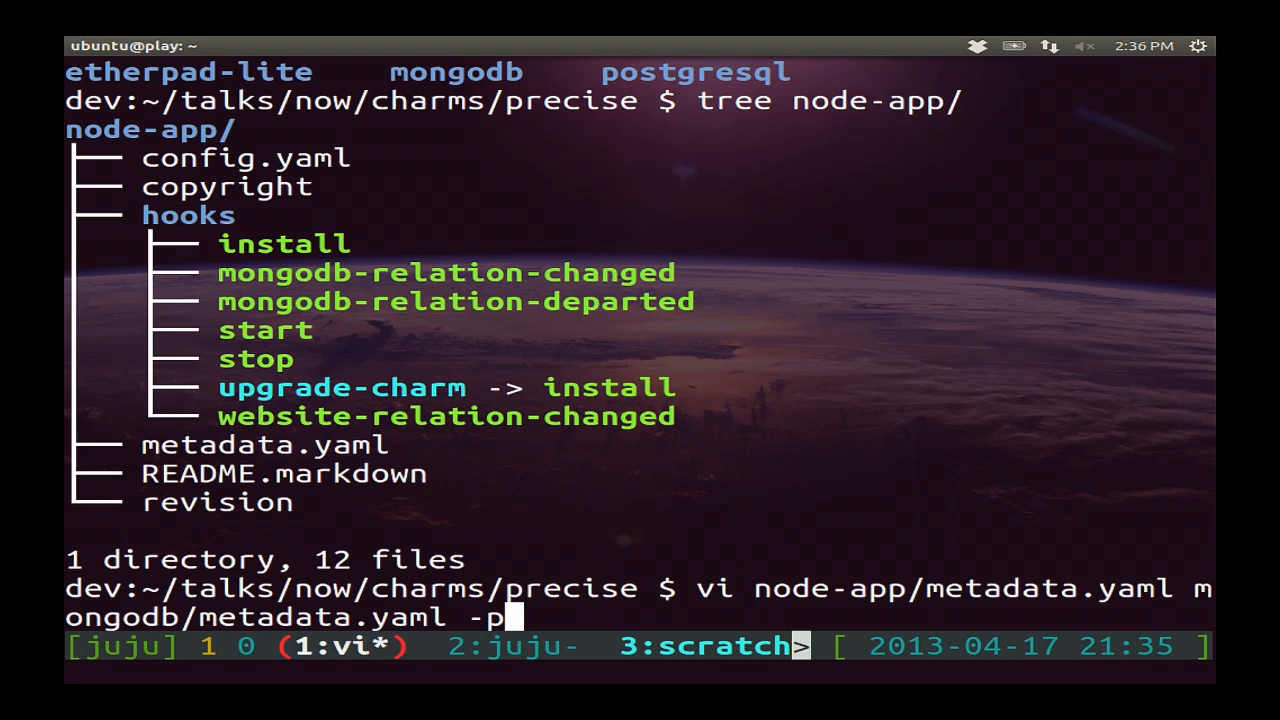 ubuntu@play: ~ 2:36 PM
etherpad-lite mongodb postgresql
dev:~/talks/now/charms/precise $ tree node-app/
node-app/
├── config.yaml
├── copyright
├── hooks
│   ├── install
│   ├── mongodb-relation-changed
│   ├── mongodb-relation-departed
│   ├── start
│   ├── stop
│   ├── upgrade-charm -> install
│   └── website-relation-changed
├── metadata.yaml
├── README.markdown
└── revision
1 directory, 12 files
dev:~/talks/now/charms/precise $ vi node-app/metadata.yaml m
ongodb/metadata.yaml -p
[juju] 1 0 (1:vi*) 2:juju- 3:scratch> [ 2013-04-17 21:35 ]